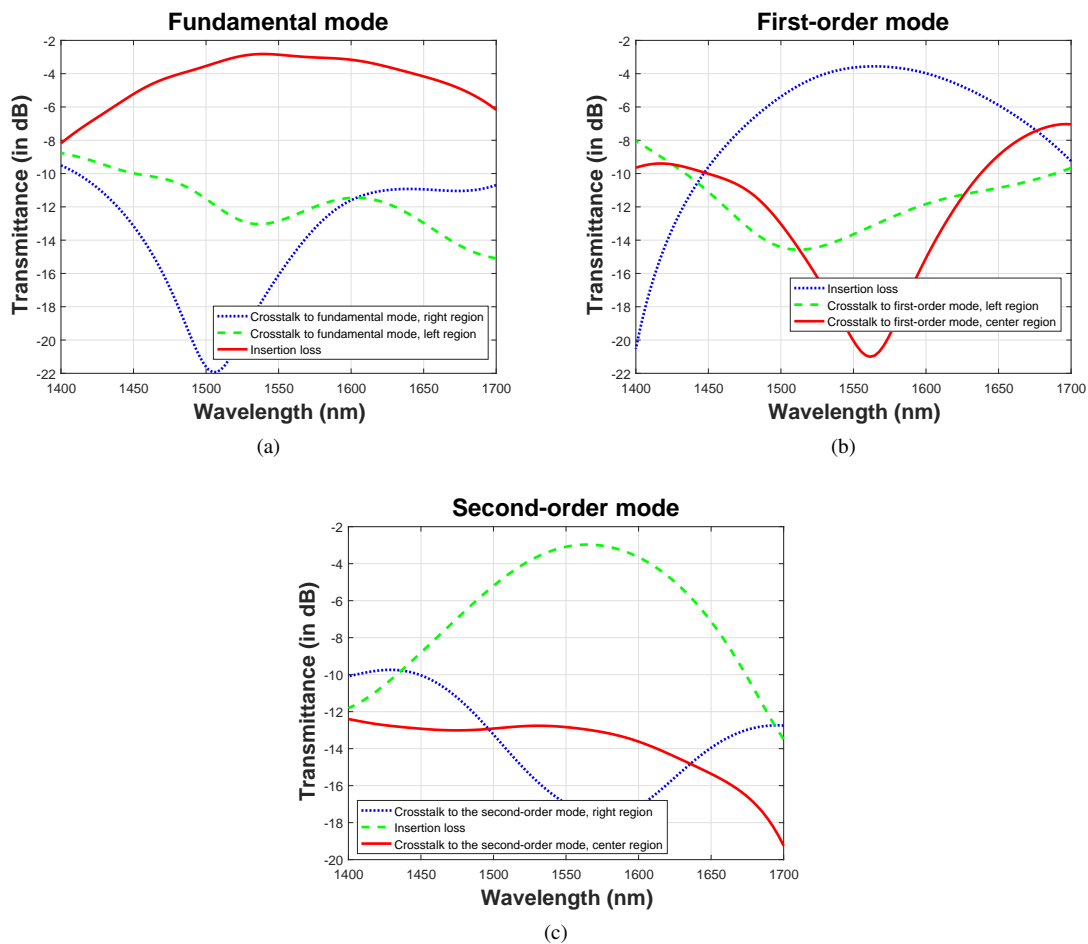 Fundamental mode
-2
-4
-6
-8
-10
-12
-14
-16
-18
-20
-22
Transmittance (in dB)
Crosstalk to fundamental mode, right region
Crosstalk to fundamental mode, left region
Insertion loss
1400 1450 1500 1550 1600 1650 1700
Wavelength (nm)
(a)
First-order mode
-2
-4
-6
-8
-10
-12
-14
-16
-18
-20
-22
Transmittance (in dB)
Insertion loss
Crosstalk to first-order mode, left region
Crosstalk to first-order mode, center region
1400 1450 1500 1550 1600 1650 1700
Wavelength (nm)
(b)
Second-order mode
-2
-4
-6
-8
-10
-12
-14
-16
-18
-20
Transmittance (in dB)
Crosstalk to the second-order mode, right region
Insertion loss
Crosstalk to the second-order mode, center region
1400 1450 1500 1550 1600 1650 1700
Wavelength (nm)
(c)